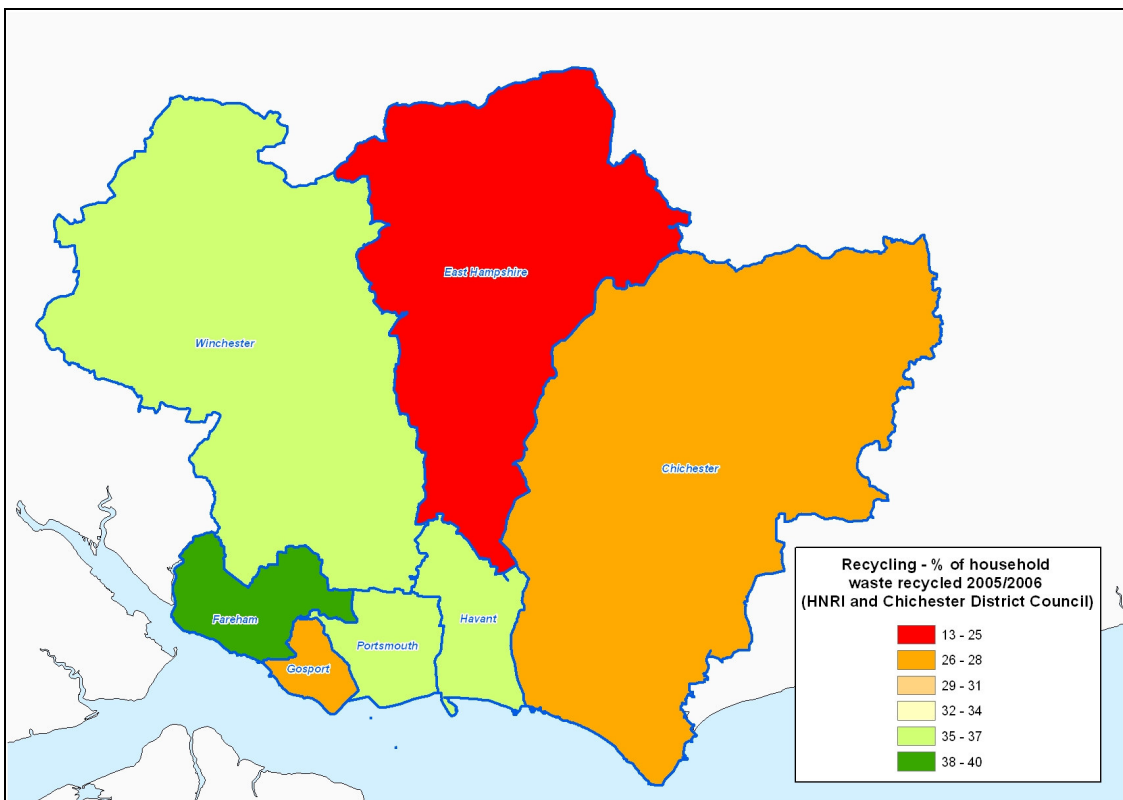 East Hampshire
Winchester
Chichester
Fareham
Havant
Portsmouth
Gosport
Recycling - % of household
waste recycled 2005/2006
(HNRI and Chichester District Council)
13 - 25
26 - 28
29 - 31
32 - 34
35 - 37
38 - 40